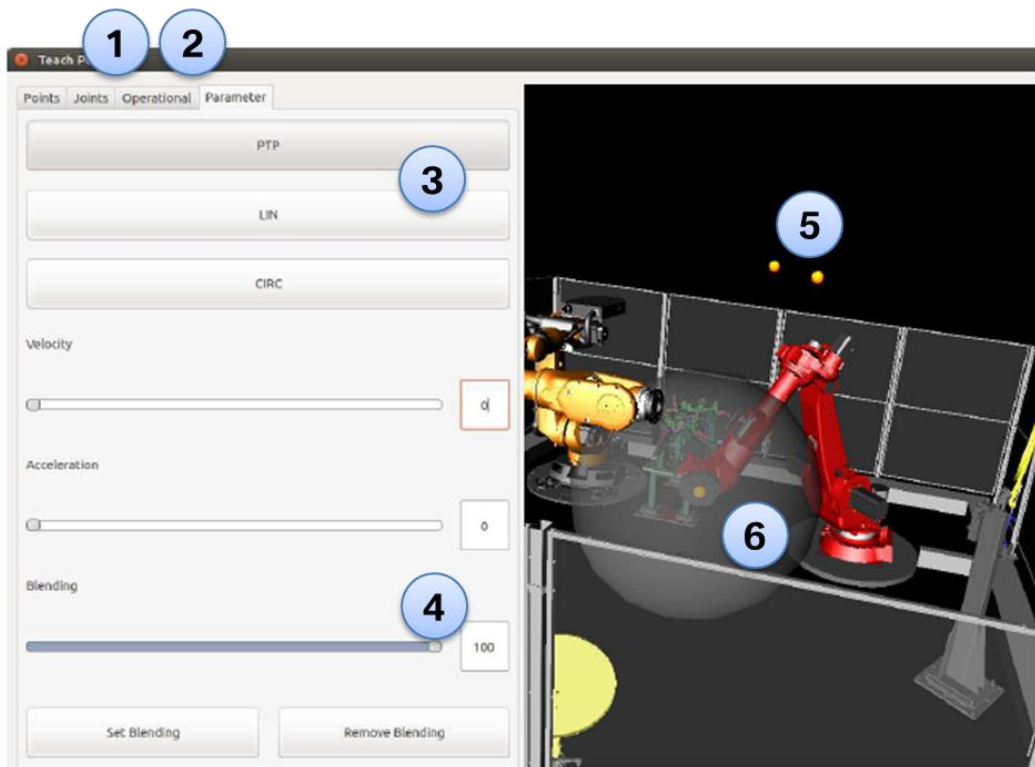 1 2
Teach
Points Joints Operational Parameter
PTP
3
LIN
5
CIRC
Velocity
0
Acceleration
0
6
Blending
4
100
Set Blending Remove Blending